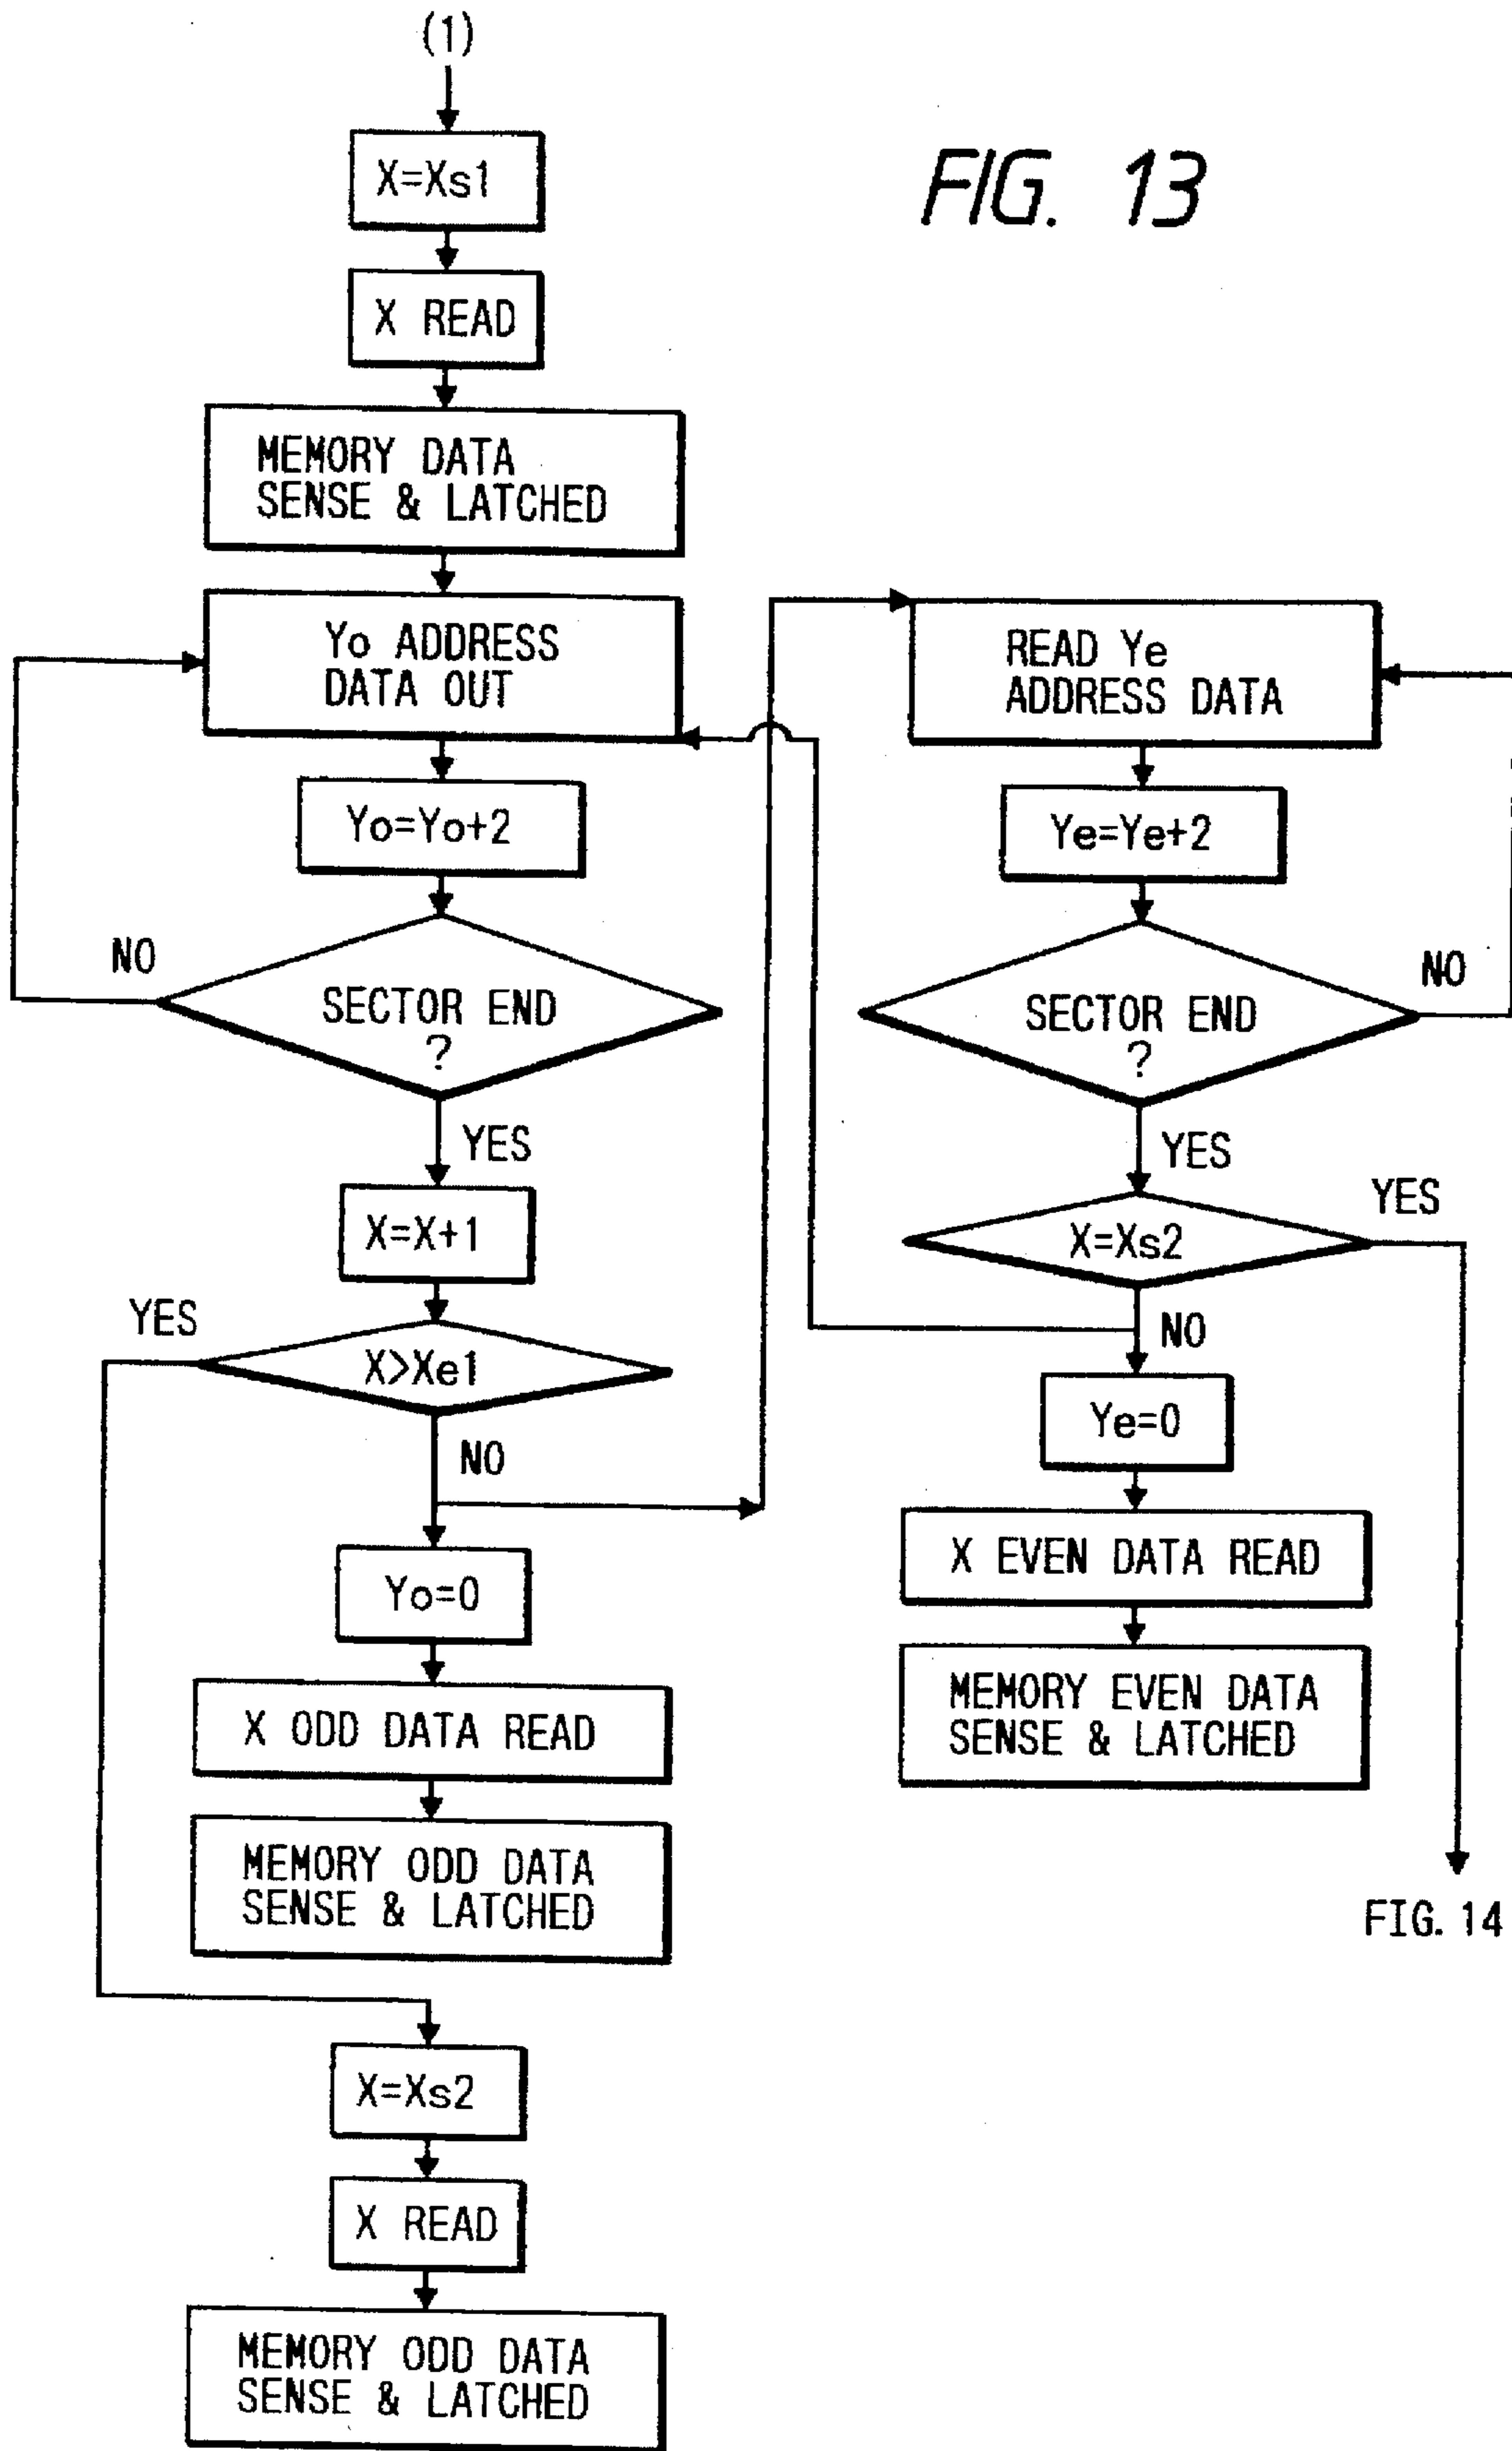 (1)
FIG. 13
X=Xs1
X READ
MEMORY DATA
SENSE & LATCHED
Yo ADDRESS
DATA OUT
Yo=Yo+2
NO
SECTOR END
?
YES
X=X+1
YES
X>Xe1
NO
Yo=0
X ODD DATA READ
MEMORY ODD DATA
SENSE & LATCHED
X=Xs2
X READ
MEMORY ODD DATA
SENSE & LATCHED
READ Ye
ADDRESS DATA
Ye=Ye+2
NO
SECTOR END
?
YES
YES
X=Xs2
NO
Ye=0
X EVEN DATA READ
MEMORY EVEN DATA
SENSE & LATCHED
FIG. 14